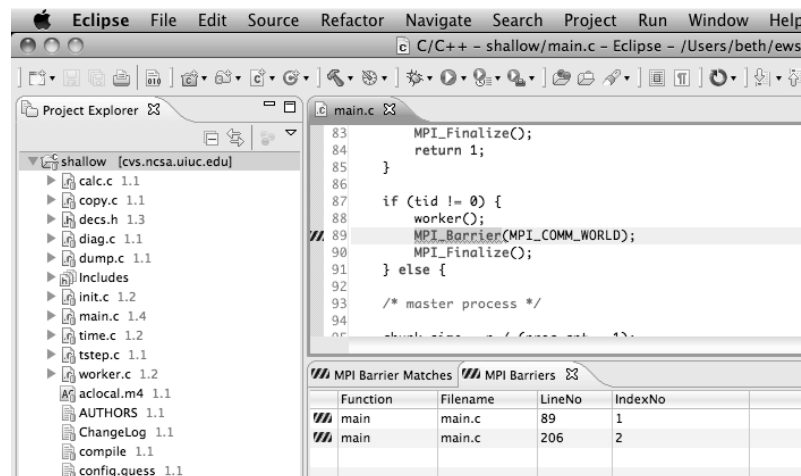 Eclipse File Edit Source Refactor Navigate Search Project Run Window Help
C/C++ – shallow/main.c – Eclipse – /Users/beth/ews
Project Explorer
main.c
shallow [cvs.ncsa.uiuc.edu]
calc.c 1.1
copy.c 1.1
decs.h 1.3
diag.c 1.1
dump.c 1.1
Includes
init.c 1.2
main.c 1.4
time.c 1.2
tstep.c 1.1
worker.c 1.2
aclocal.m4 1.1
AUTHORS 1.1
ChangeLog 1.1
compile 1.1
config.guess 1.1
83 MPI_Finalize();
84 return 1;
85 }
86
87 if (tid != 0) {
88 worker();
89 MPI_Barrier(MPI_COMM_WORLD);
90 MPI_Finalize();
91 } else {
92
93 /* master process */
94
MPI Barrier Matches MPI Barriers
Function Filename LineNo IndexNo
main main.c 89 1
main main.c 206 2